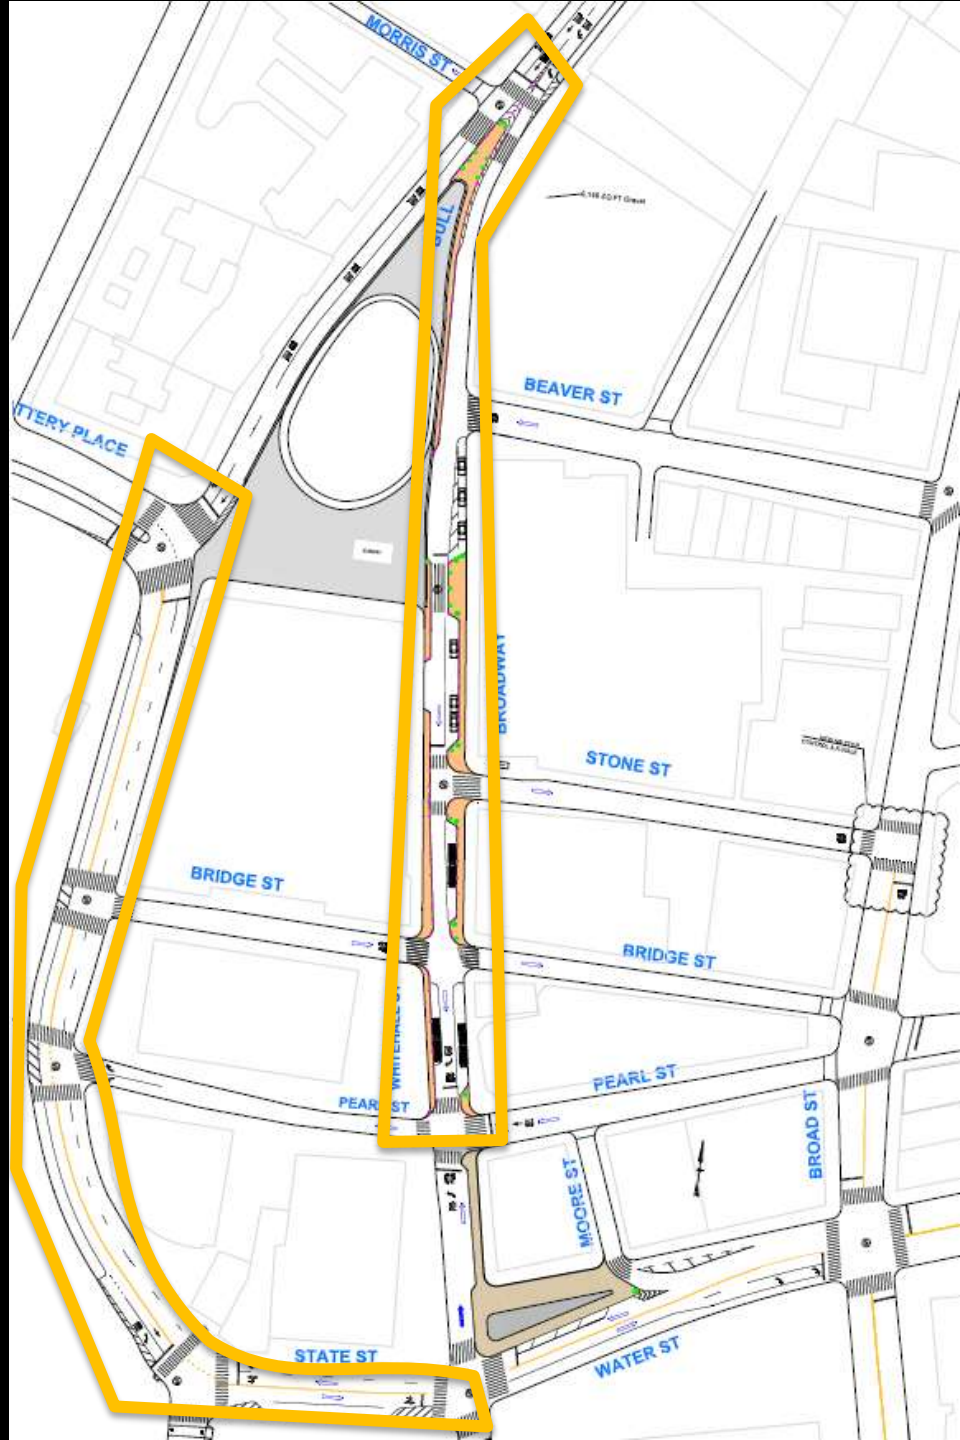 MORRIS ST
BULL
BEAVER ST
TTERY PLACE
BROADWAY
STONE ST
BRIDGE ST
BRIDGE ST
WHITEHALL ST
PEARL ST
PEARL ST
BROAD ST
MOORE ST
STATE ST
WATER ST